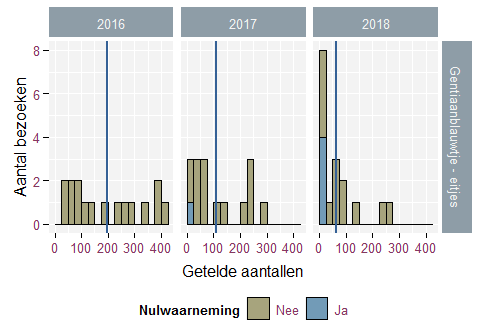 2016 2017 2018
8
6
4
2
0
Aantal bezoeken
Gentiaanblauwtje - eitjes
0 100 200 300 400 0 100 200 300 400 0 100 200 300 400
Getelde aantallen
Nulwaarneming Nee Ja